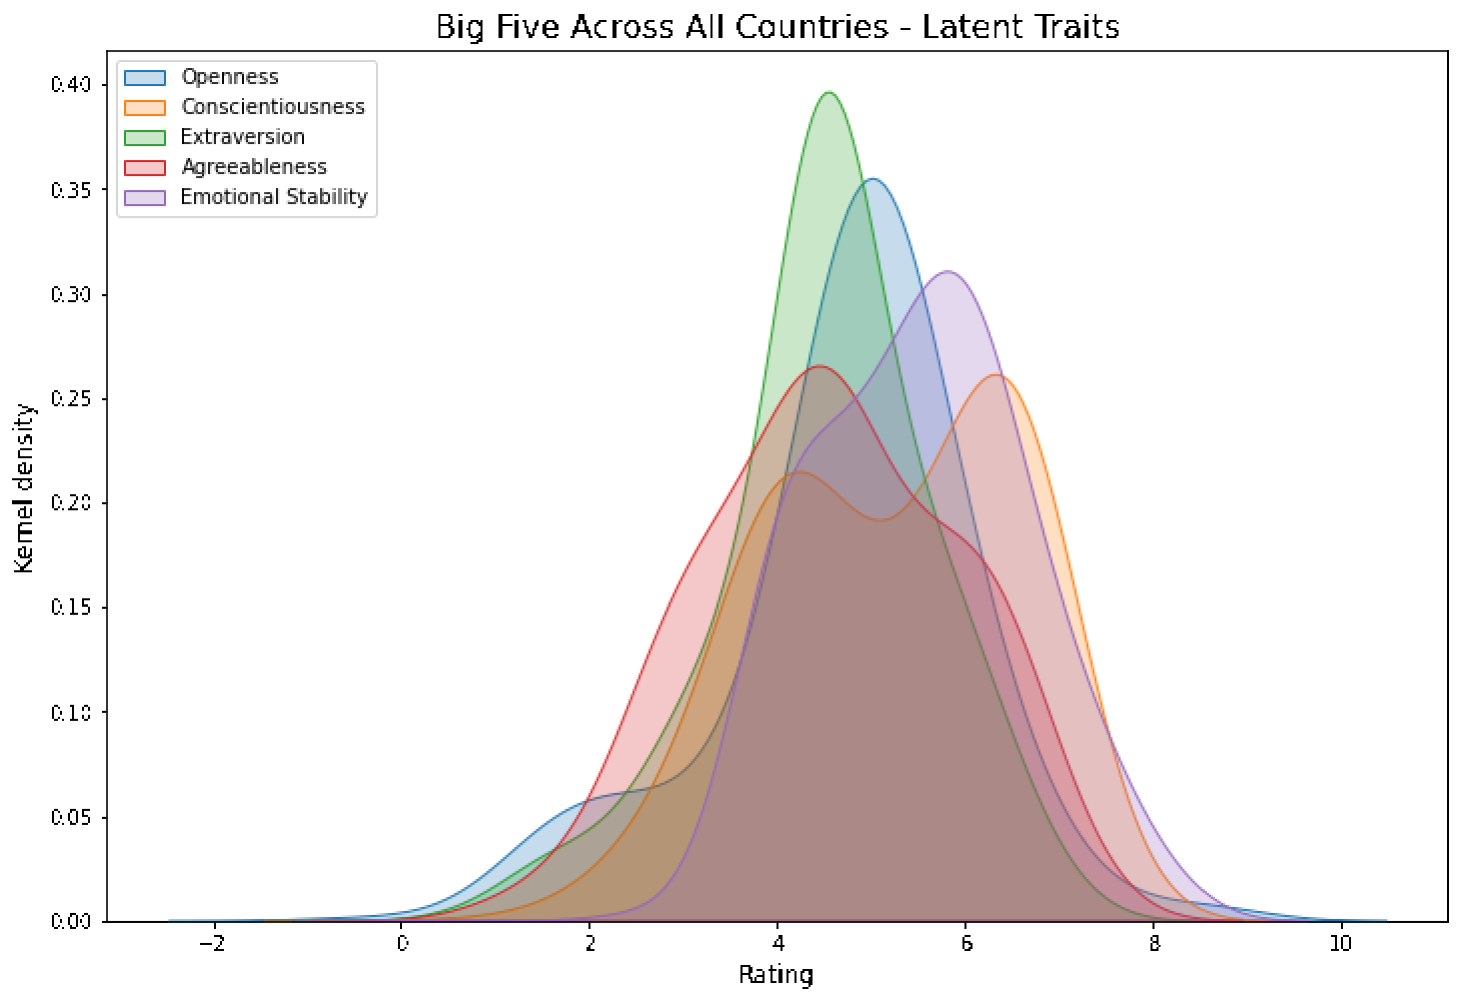 Big Five Across All Countries - Latent Traits
Openness
Conscientiousness
Extraversion
Agreeableness
Emotional Stability
0.40
0.35
0.30
0.25
0.20
0.15
0.10
0.05
0.00
Kernel density
−2
0
2
4
6
8
10
Rating